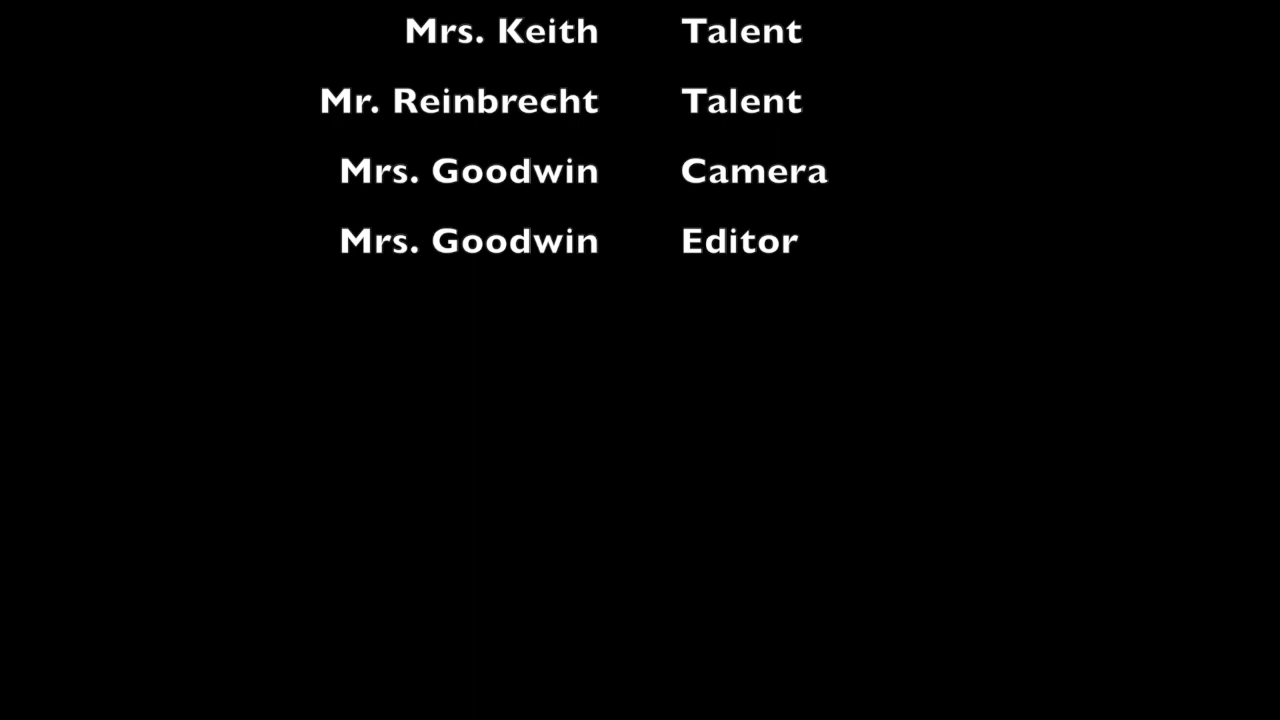 Mrs. Keith Talent
Mr. Reinbrecht Talent
Mrs. Goodwin Camera
Mrs. Goodwin Editor